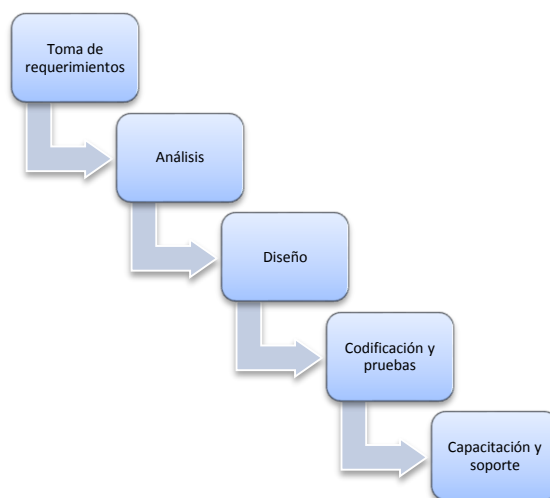 Toma de
requerimientos
Análisis
Diseño
Codificación y
pruebas
Capacitación y
soporte